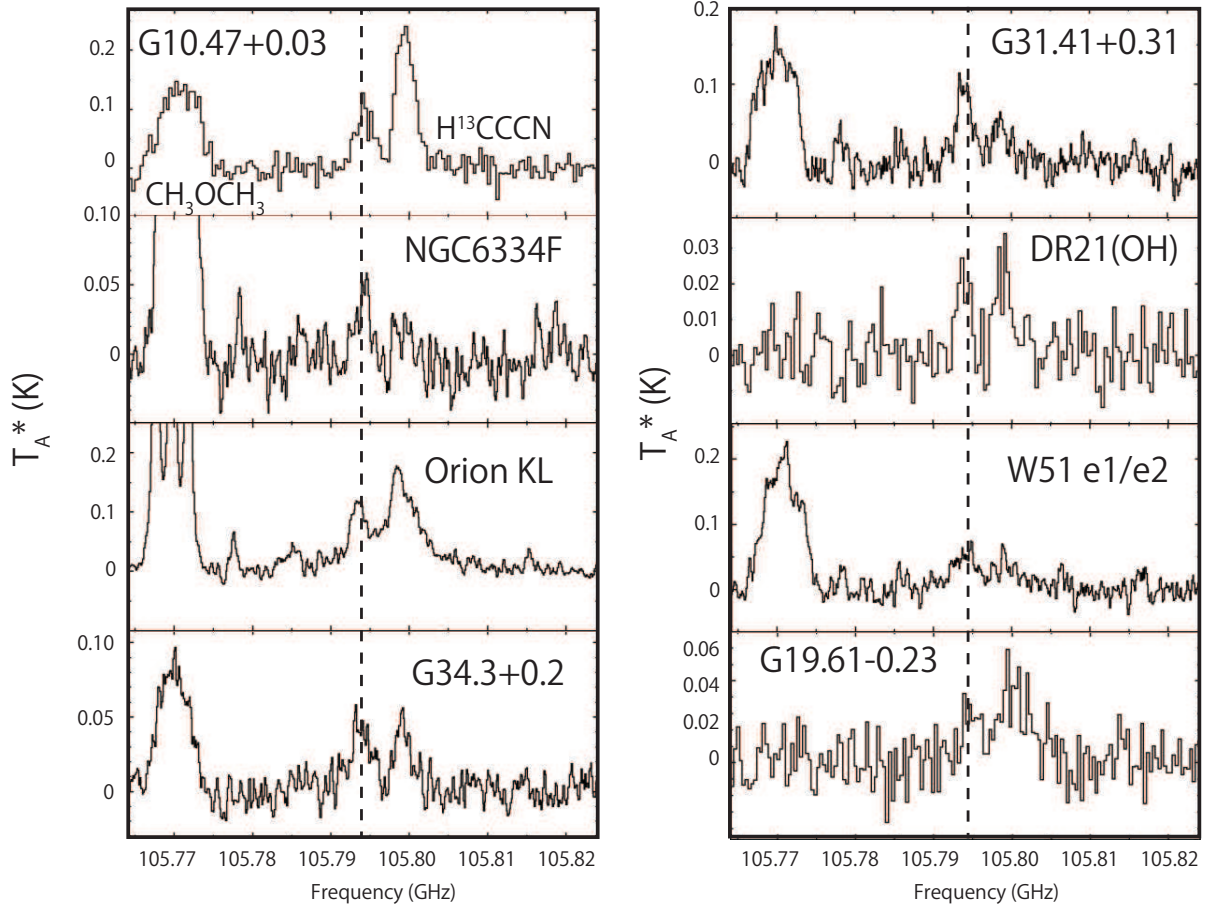 G10.47+0.03
0.2
0.1
0
H¹³CCCN
CH₃OCH₃
0.10
0.05
0
NGC6334F
0.2
0.1
0
Orion KL
0.10
0.05
0
G34.3+0.2
T_A* (K)
105.77 105.78 105.79 105.80 105.81 105.82
Frequency (GHz)
0.2
0.1
0
G31.41+0.31
0.03
0.02
0.01
0
DR21(OH)
0.2
0.1
0
W51 e1/e2
0.06
0.04
0.02
0
G19.61-0.23
T_A* (K)
105.77 105.78 105.79 105.80 105.81 105.82
Frequency (GHz)